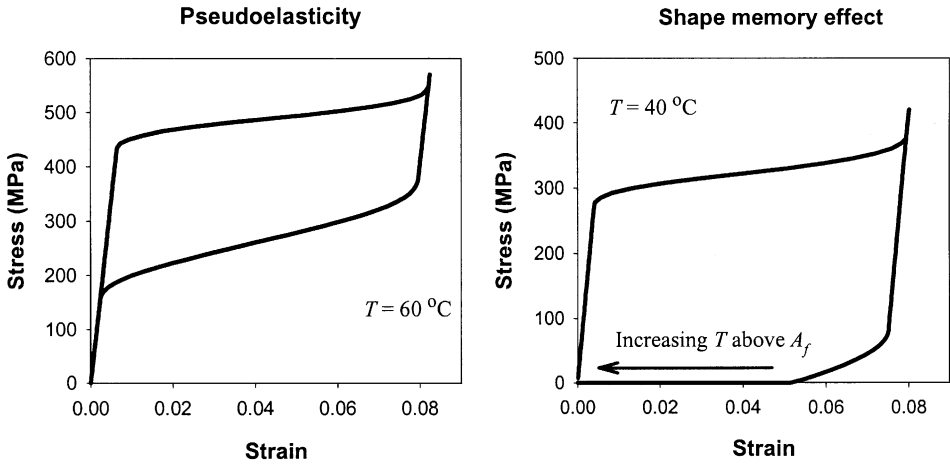 Pseudoelasticity
Stress (MPa)
600
500
400
300
200
100
0
T = 60 °C
0.00 0.02 0.04 0.06 0.08
Strain
Shape memory effect
Stress (MPa)
500
400
300
200
100
0
T = 40 °C
Increasing T above Af
0.00 0.02 0.04 0.06 0.08
Strain